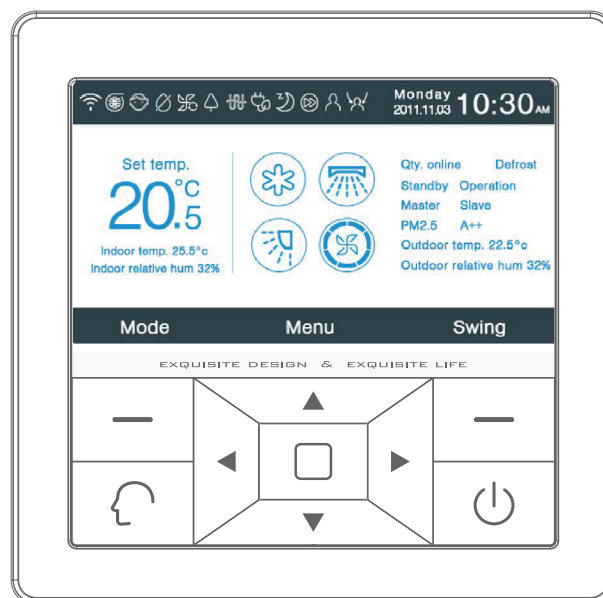 Monday
2011.11.03 10:30 AM
Set temp.
20.5°C
Indoor temp. 25.5°c
Indoor relative hum 32%
Qty. online Defrost
Standby Operation
Master Slave
PM2.5 A++
Outdoor temp. 22.5°c
Outdoor relative hum 32%
Mode Menu Swing
EXQUISITE DESIGN & EXQUISITE LIFE